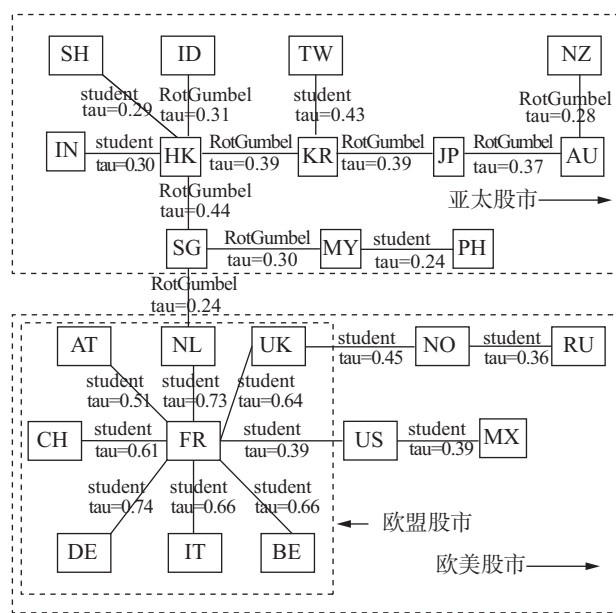 SH ID TW NZ
student RotGumbel student RotGumbel
tau=0.29 tau=0.31 tau=0.43 tau=0.28
IN student HK RotGumbel KR RotGumbel JP RotGumbel AU
tau=0.30 tau=0.39 tau=0.39 tau=0.37
RotGumbel
tau=0.44
亚太股市
SG RotGumbel MY student PH
tau=0.30 tau=0.24
RotGumbel
tau=0.24
AT NL UK student NO student RU
tau=0.45 tau=0.36
student student student
tau=0.51 tau=0.73 tau=0.64
CH student FR student US student MX
tau=0.61 tau=0.39 tau=0.39
student student student
tau=0.74 tau=0.66 tau=0.66
欧盟股市
DE IT BE
欧美股市